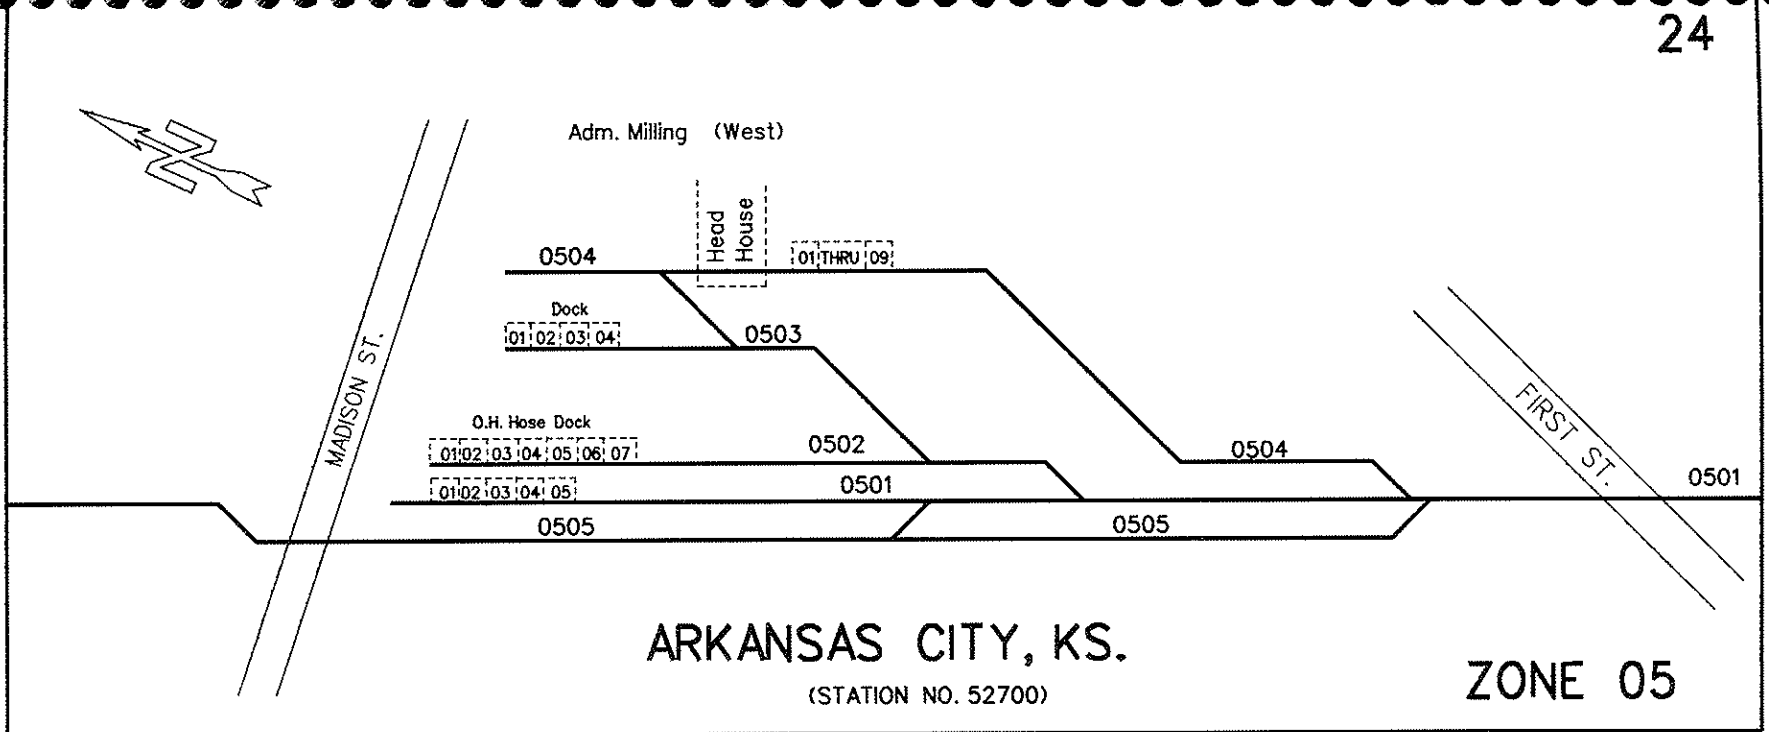 24
N
Adm. Milling (West)
Head
House
0504
01 THRU 09
Dock
01 02 03 04
0503
MADISON ST.
O.H. Hose Dock
01 02 03 04 05 06 07
0502
0504
FIRST ST.
01 02 03 04 05
0501
0501
0505
0505
ARKANSAS CITY, KS.
(STATION NO. 52700)
ZONE 05